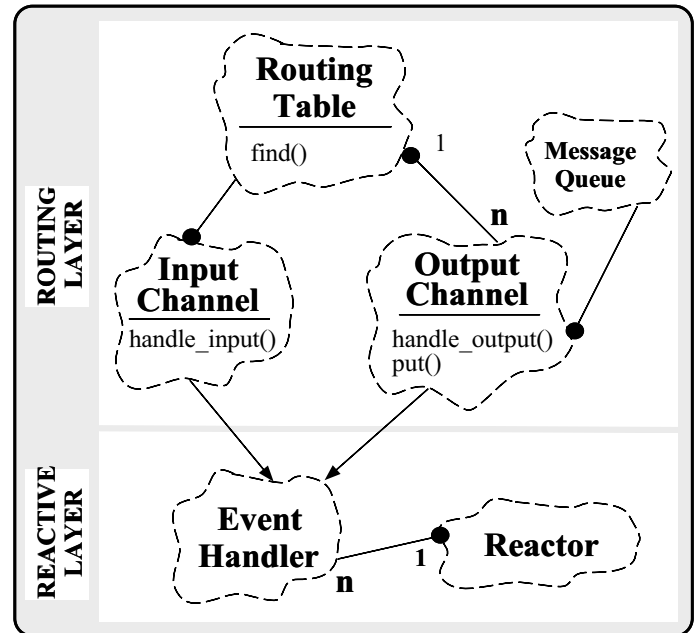 Routing
Table
find()
1
n
Message
Queue
ROUTING
LAYER
Input
Channel
handle_input()
Output
Channel
handle_output()
put()
REACTIVE
LAYER
Event
Handler
n
1
Reactor